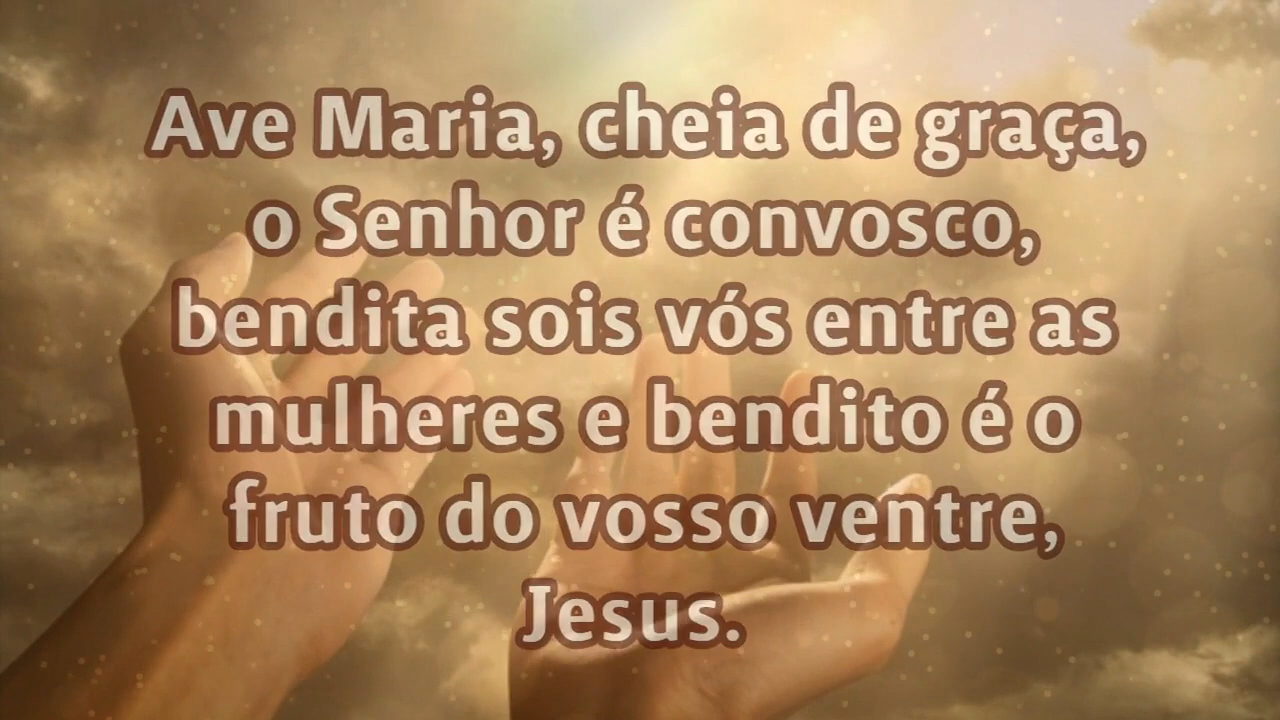 Ave Maria, cheia de graça,
o Senhor é convosco,
bendita sois vós entre as
mulheres e bendito é o
fruto do vosso ventre,
Jesus.